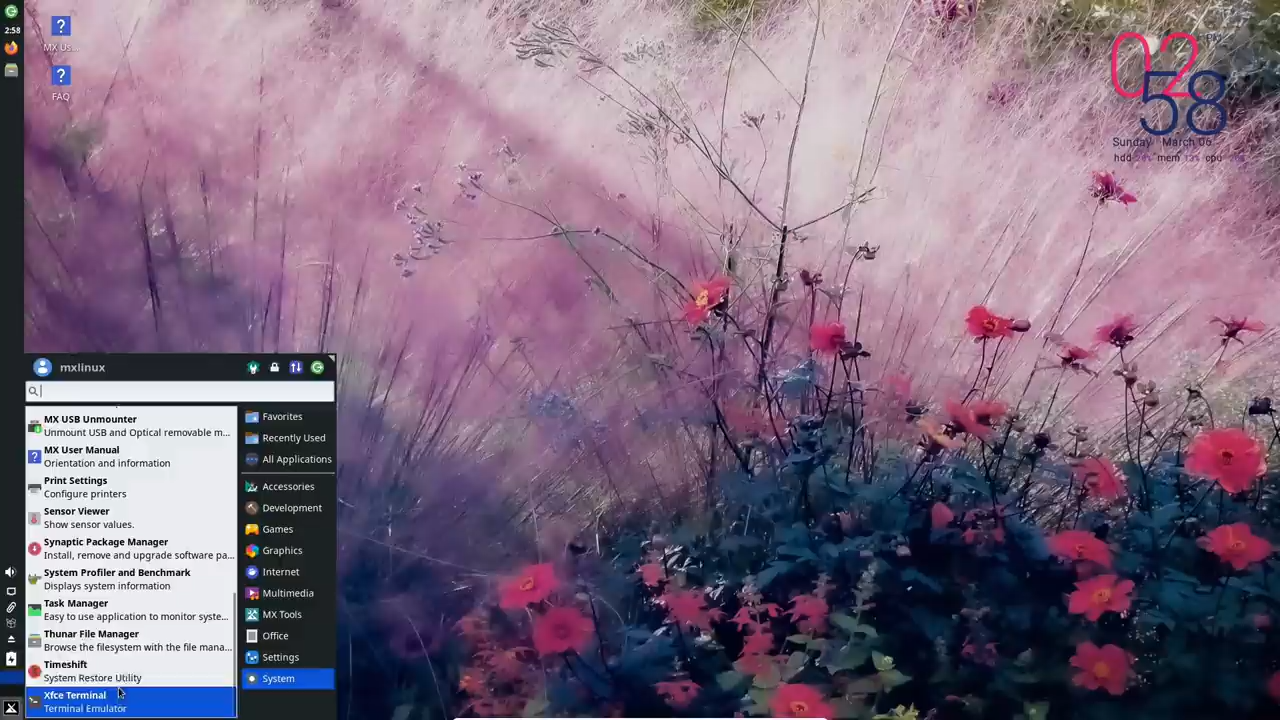 2:58
MX Us...
FAQ
02
PM
58
Sunday March 06
hdd mem 13% cpu
mxlinux
MX USB Unmounter
Unmount USB and Optical removable m...
MX User Manual
Orientation and information
Print Settings
Configure printers
Sensor Viewer
Show sensor values.
Synaptic Package Manager
Install, remove and upgrade software pa...
System Profiler and Benchmark
Displays system information
Task Manager
Easy to use application to monitor syste...
Thunar File Manager
Browse the filesystem with the file mana...
Timeshift
System Restore Utility
Xfce Terminal
Terminal Emulator
Favorites
Recently Used
All Applications
Accessories
Development
Games
Graphics
Internet
Multimedia
MX Tools
Office
Settings
System